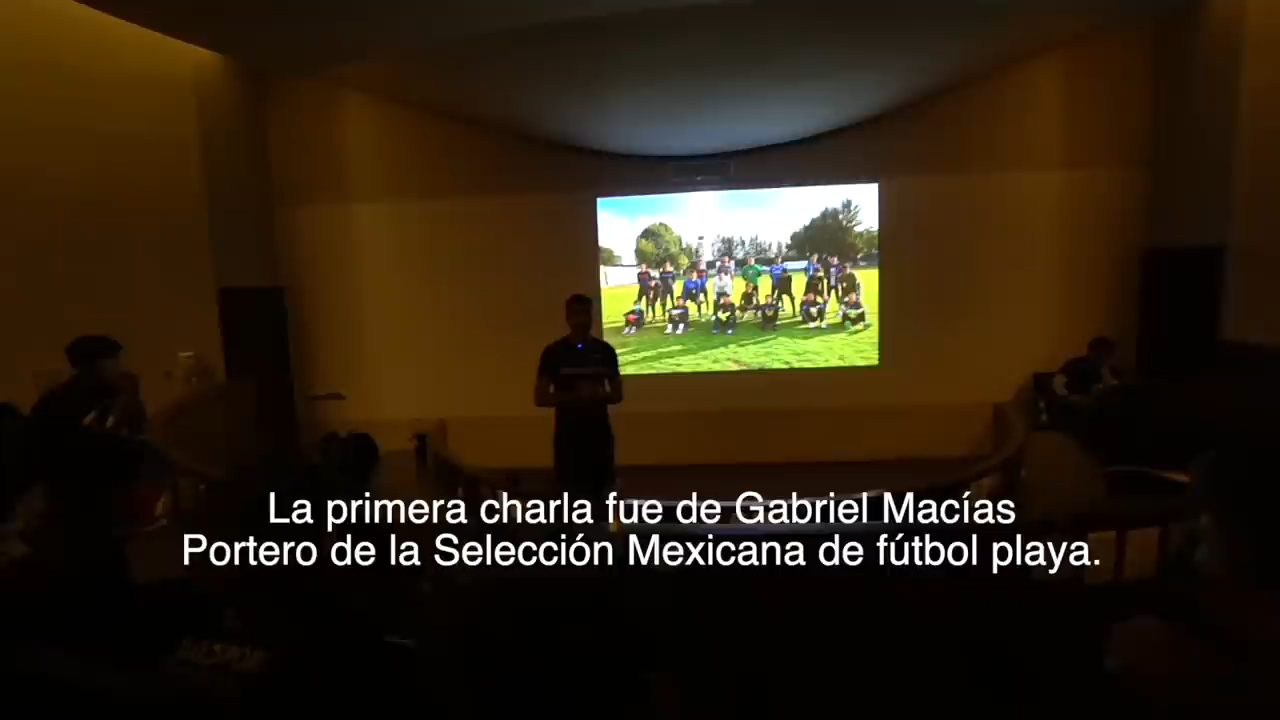 La primera charla fue de Gabriel Macías
Portero de la Selección Mexicana de fútbol playa.